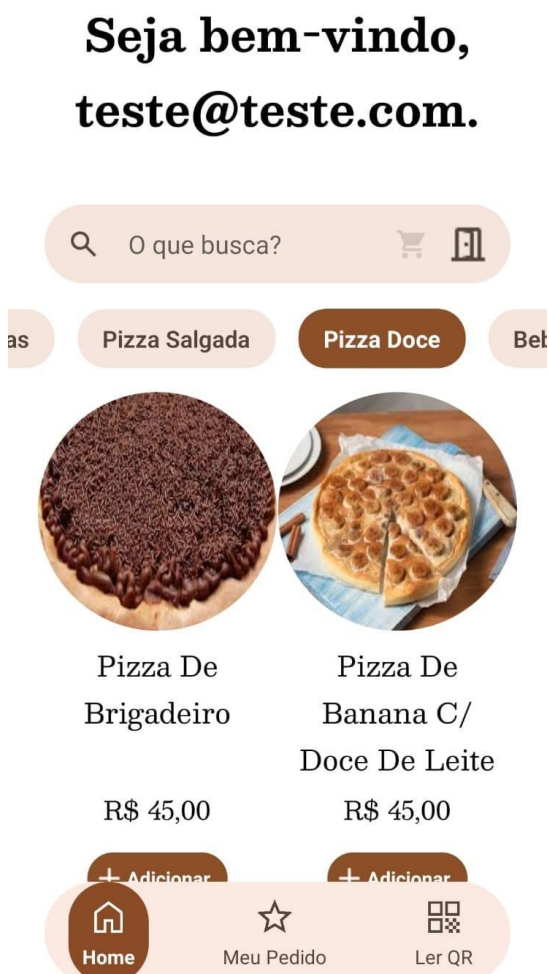 Seja bem-vindo,
teste@teste.com.
O que busca?
as
Pizza Salgada
Pizza Doce
Beb
Pizza De
Brigadeiro
Pizza De
Banana C/
Doce De Leite
R$ 45,00
R$ 45,00
+ Adicionar
+ Adicionar
Home
Meu Pedido
Ler QR